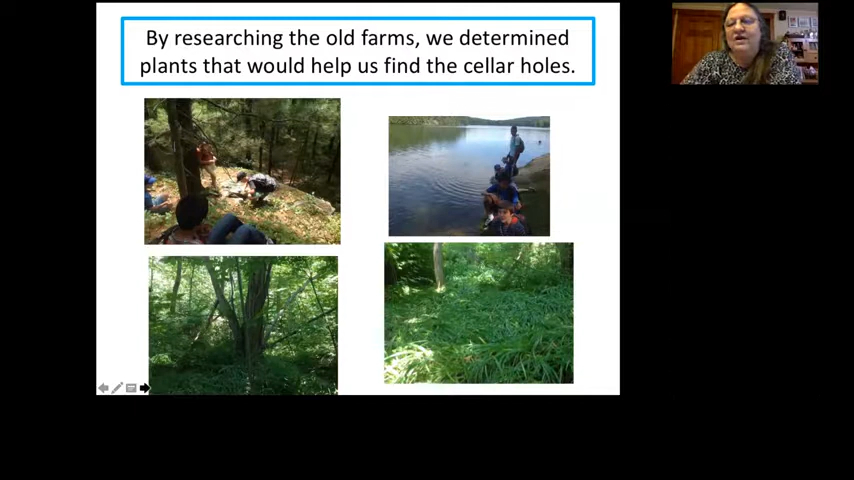 By researching the old farms, we determined
plants that would help us find the cellar holes.